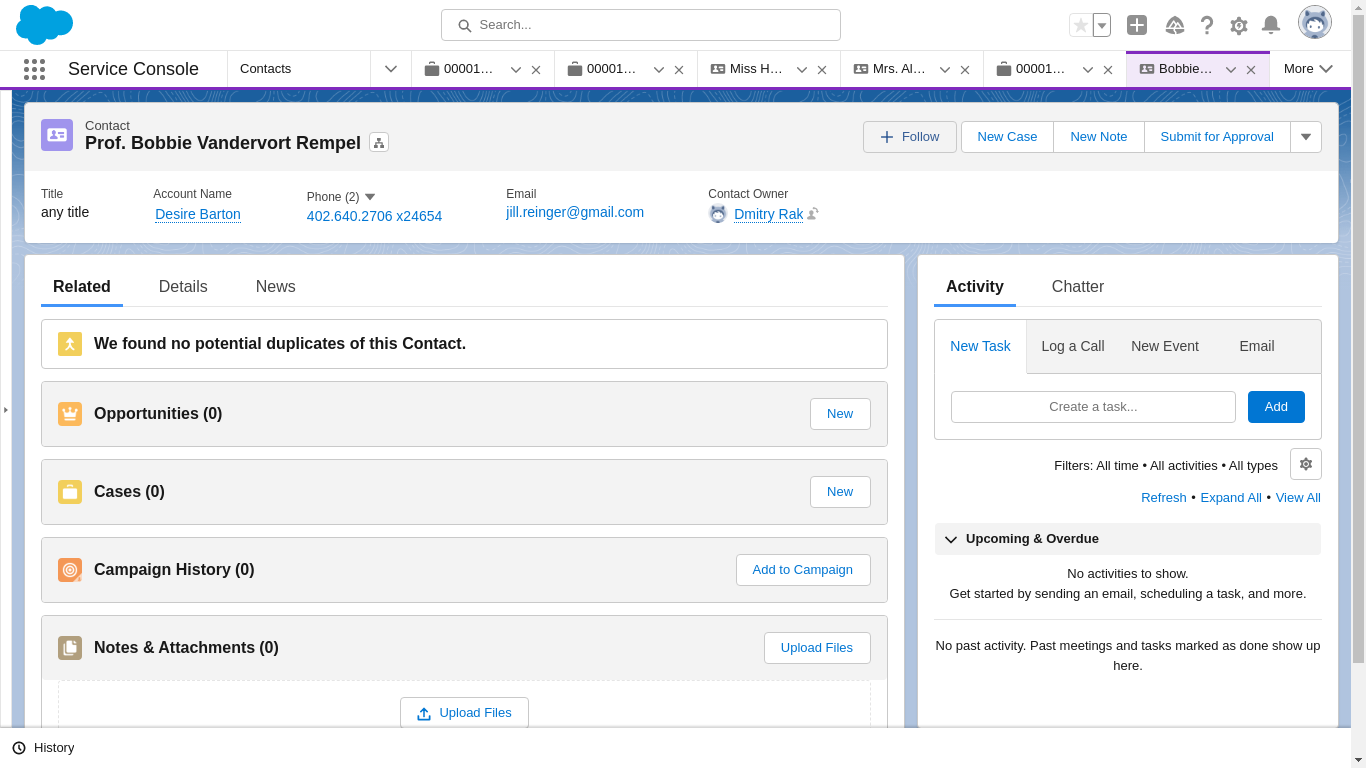 Search...
Service Console
Contacts
00001...
00001...
Miss H...
Mrs. Al...
00001...
Bobbie...
More
Contact
Prof. Bobbie Vandervort Rempel
Follow
New Case
New Note
Submit for Approval
Title
Account Name
Phone (2)
Email
Contact Owner
any title
Desire Barton
402.640.2706 x24654
jill.reinger@gmail.com
Dmitry Rak
Related
Details
News
We found no potential duplicates of this Contact.
Opportunities (0)
New
Cases (0)
New
Campaign History (0)
Add to Campaign
Notes & Attachments (0)
Upload Files
Upload Files
Activity
Chatter
New Task
Log a Call
New Event
Email
Create a task...
Add
Filters: All time • All activities • All types
Refresh • Expand All • View All
Upcoming & Overdue
No activities to show.
Get started by sending an email, scheduling a task, and more.
No past activity. Past meetings and tasks marked as done show up
here.
History